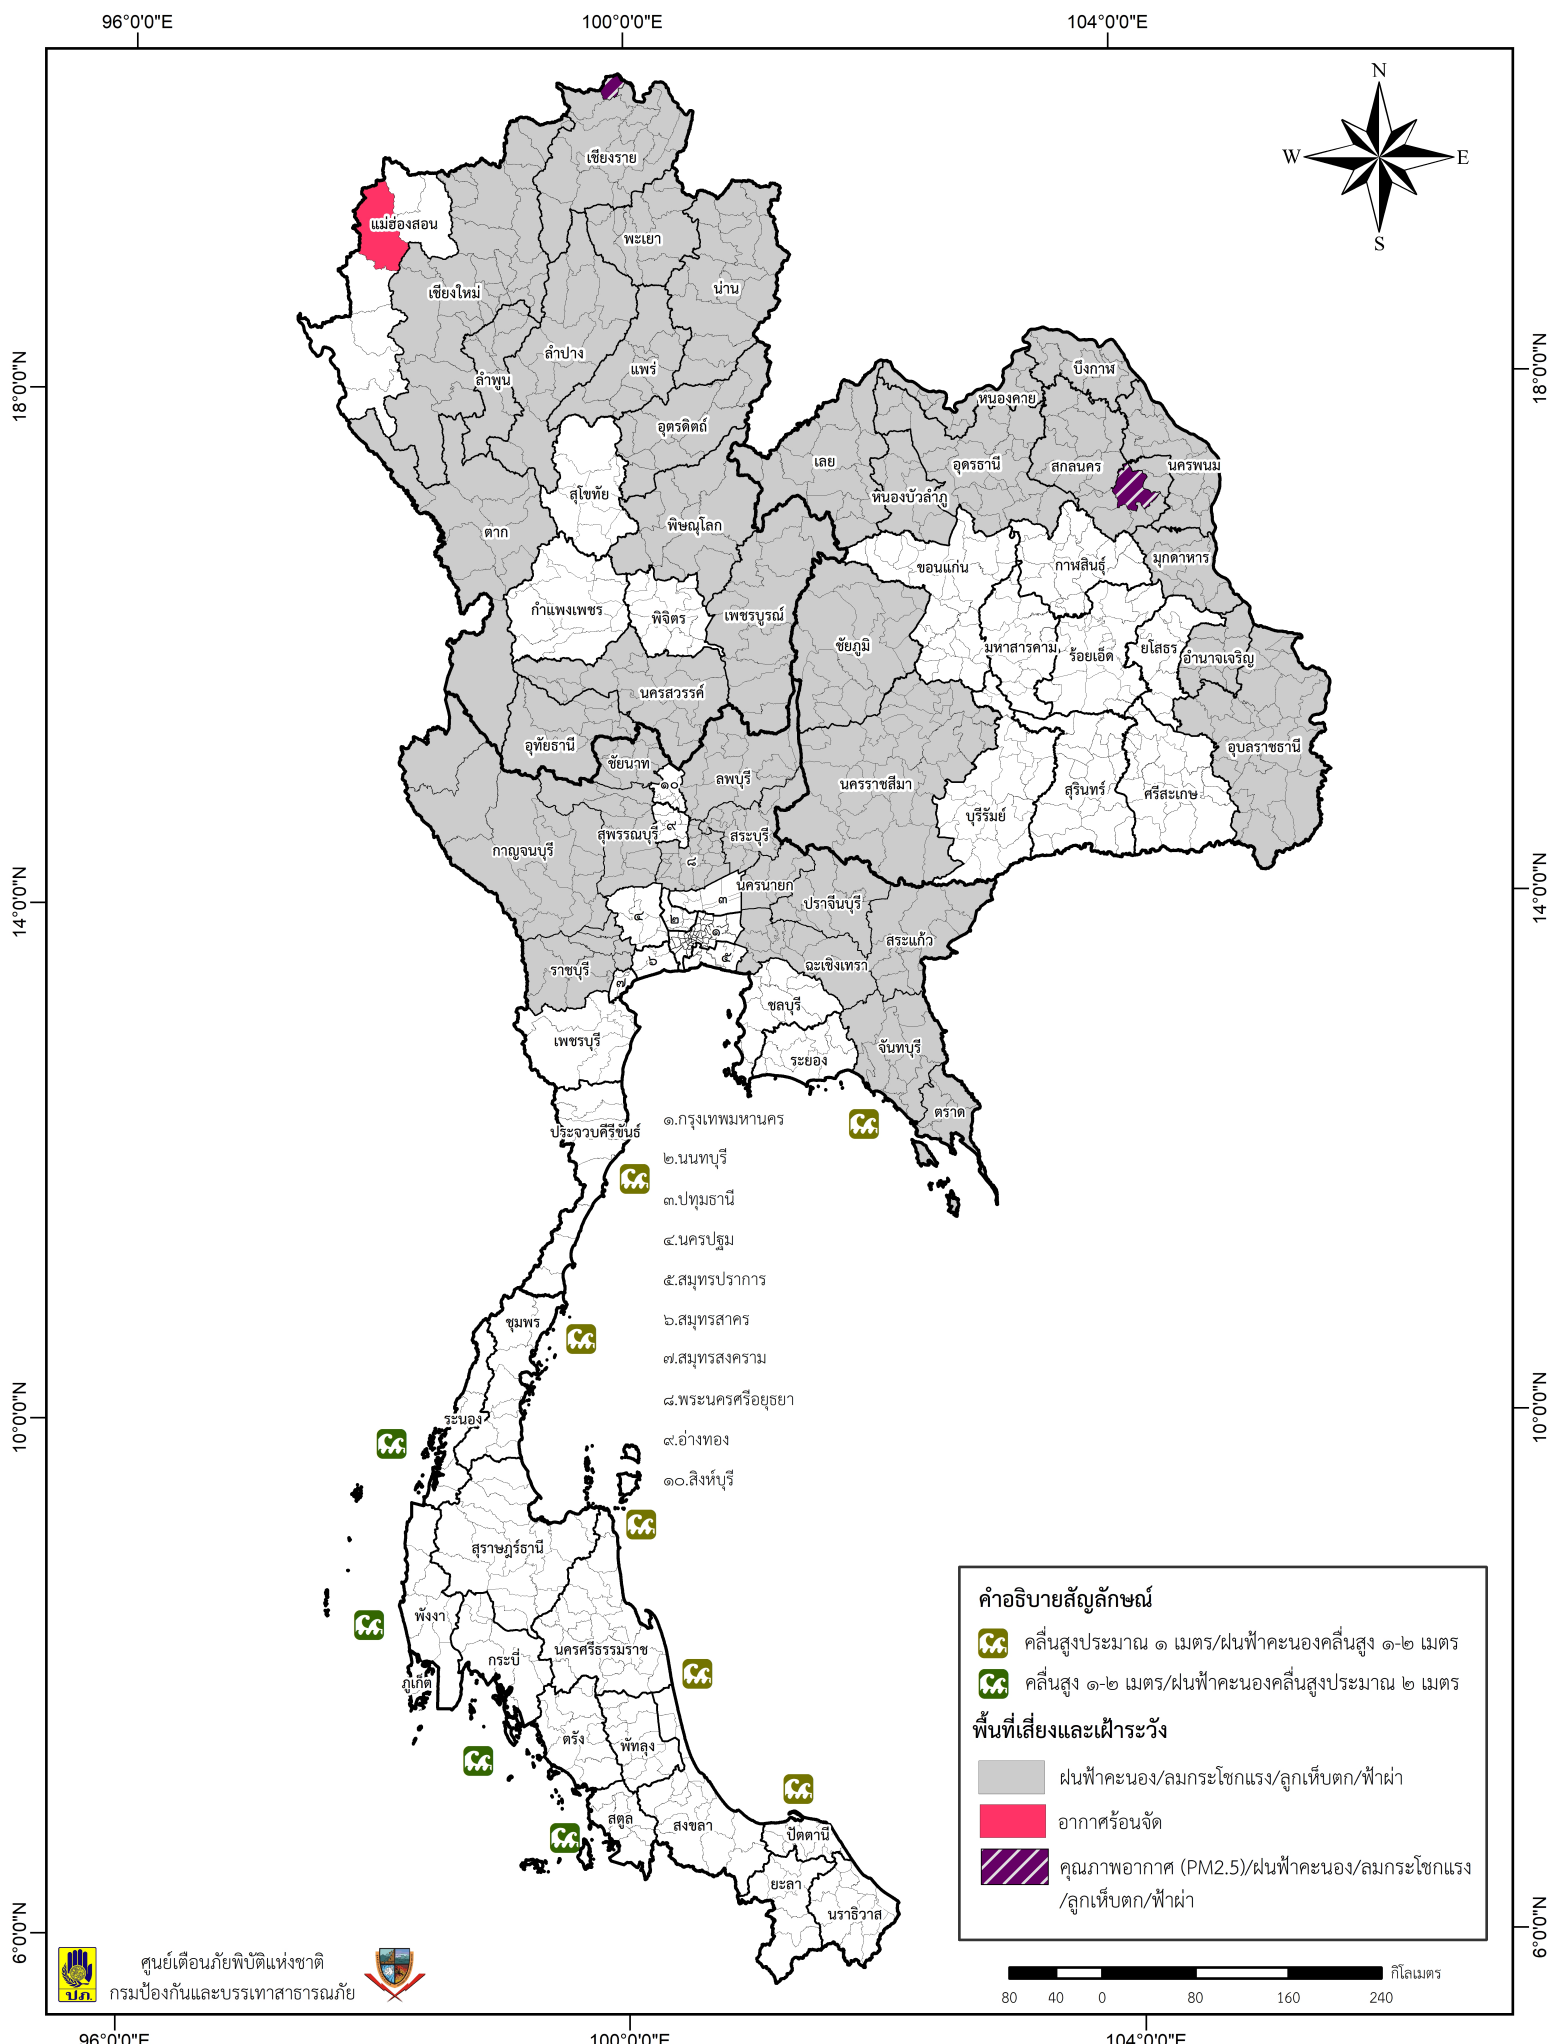 96°0'0"E 100°0'0"E 104°0'0"E
N
W E
S
เชียงราย
แม่ฮ่องสอน
พะเยา
น่าน
เชียงใหม่
18°0'0"N
18°0'0"N
ลำปาง
แพร่
บึงกาฬ
ลำพูน
หนองคาย
อุตรดิตถ์
เลย
อุดรธานี
สกลนคร
นครพนม
สุโขทัย
หนองบัวลำภู
พิษณุโลก
ตาก
มุกดาหาร
ขอนแก่น
กาฬสินธุ์
กำแพงเพชร
พิจิตร
เพชรบูรณ์
ชัยภูมิ
มหาสารคาม
ร้อยเอ็ด
ยโสธร
อำนาจเจริญ
นครสวรรค์
อุทัยธานี
อุบลราชธานี
ชัยนาท
ลพบุรี
๑๐
นครราชสีมา
สุรินทร์
ศรีสะเกษ
บุรีรัมย์
๙
สุพรรณบุรี
สระบุรี
กาญจนบุรี
๘
14°0'0"N
14°0'0"N
นครนายก
๓
ปราจีนบุรี
๔
๒
๑
สระแก้ว
๕
๖
ฉะเชิงเทรา
ราชบุรี
๗
ชลบุรี
เพชรบุรี
ระยอง
จันทบุรี
ตราด
ประจวบคีรีขันธ์
๑.กรุงเทพมหานคร
๒.นนทบุรี
๓.ปทุมธานี
๔.นครปฐม
๕.สมุทรปราการ
๖.สมุทรสาคร
๗.สมุทรสงคราม
๘.พระนครศรีอยุธยา
๙.อ่างทอง
๑๐.สิงห์บุรี
ชุมพร
10°0'0"N
10°0'0"N
ระนอง
สุราษฎร์ธานี
พังงา
นครศรีธรรมราช
กระบี่
ภูเก็ต
ตรัง
พัทลุง
สตูล
สงขลา
ปัตตานี
ยะลา
นราธิวาส
6°0'0"N
6°0'0"N
คำอธิบายสัญลักษณ์
คลื่นสูงประมาณ ๑ เมตร/ฝนฟ้าคะนองคลื่นสูง ๑-๒ เมตร
คลื่นสูง ๑-๒ เมตร/ฝนฟ้าคะนองคลื่นสูงประมาณ ๒ เมตร
พื้นที่เสี่ยงและเฝ้าระวัง
ฝนฟ้าคะนอง/ลมกระโชกแรง/ลูกเห็บตก/ฟ้าผ่า
อากาศร้อนจัด
คุณภาพอากาศ (PM2.5)/ฝนฟ้าคะนอง/ลมกระโชกแรง
/ลูกเห็บตก/ฟ้าผ่า
กิโลเมตร
80 40 0 80 160 240
ปภ.
ศูนย์เตือนภัยพิบัติแห่งชาติ
กรมป้องกันและบรรเทาสาธารณภัย
96°0'0"E 100°0'0"E 104°0'0"E